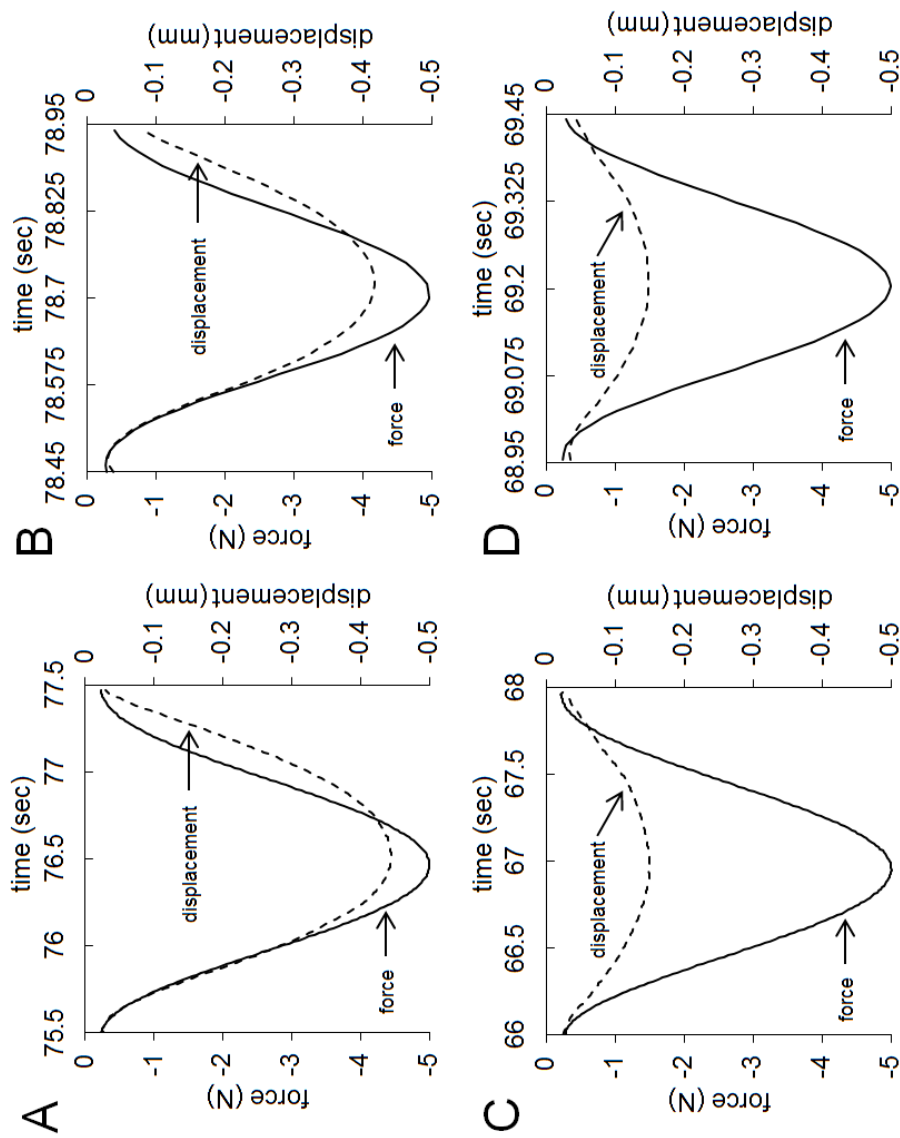 A
time (sec)
75.5 76 76.5 77 77.5
force (N)
0
-1
-2
-3
-4
-5
displacement (mm)
0
-0.1
-0.2
-0.3
-0.4
-0.5
displacement
force
B
time (sec)
78.45 78.575 78.7 78.825 78.95
force (N)
0
-1
-2
-3
-4
-5
displacement (mm)
0
-0.1
-0.2
-0.3
-0.4
-0.5
displacement
force
C
time (sec)
66 66.5 67 67.5 68
force (N)
0
-1
-2
-3
-4
-5
displacement (mm)
0
-0.1
-0.2
-0.3
-0.4
-0.5
displacement
force
D
time (sec)
68.95 69.075 69.2 69.325 69.45
force (N)
0
-1
-2
-3
-4
-5
displacement (mm)
0
-0.1
-0.2
-0.3
-0.4
-0.5
displacement
force